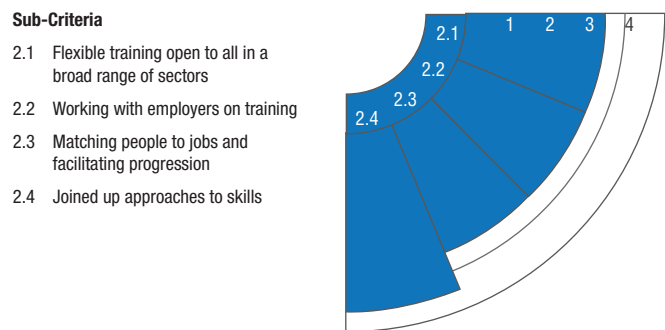 Sub-Criteria
2.1 Flexible training open to all in a
broad range of sectors
2.2 Working with employers on training
2.3 Matching people to jobs and
facilitating progression
2.4 Joined up approaches to skills
2.1 1 2 3 4
2.2
2.3
2.4